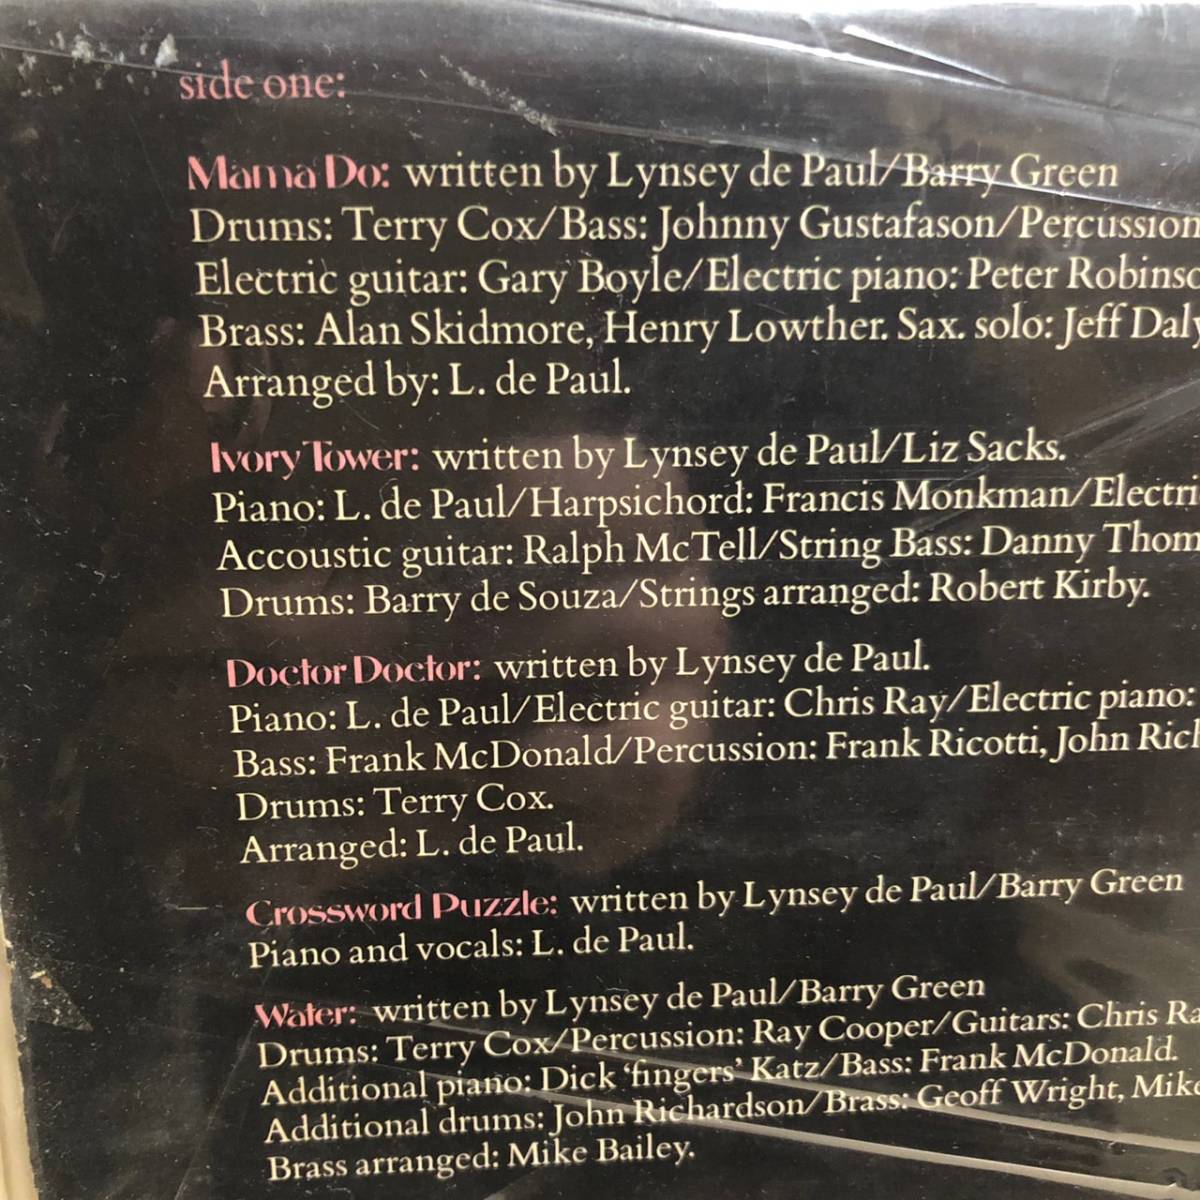 side one:
Mama Do: written by Lynsey de Paul/Barry Green
Drums: Terry Cox/Bass: Johnny Gustafason/Percussion
Electric guitar: Gary Boyle/Electric piano: Peter Robinso
Brass: Alan Skidmore, Henry Lowther. Sax. solo: Jeff Daly
Arranged by: L. de Paul.
Ivory Tower: written by Lynsey de Paul/Liz Sacks.
Piano: L. de Paul/Harpsichord: Francis Monkman/Electri
Accoustic guitar: Ralph McTell/String Bass: Danny Thom
Drums: Barry de Souza/Strings arranged: Robert Kirby.
Doctor Doctor: written by Lynsey de Paul.
Piano: L. de Paul/Electric guitar: Chris Ray/Electric piano:
Bass: Frank McDonald/Percussion: Frank Ricotti, John Rich
Drums: Terry Cox.
Arranged: L. de Paul.
Crossword Puzzle: written by Lynsey de Paul/Barry Green
Piano and vocals: L. de Paul.
Water: written by Lynsey de Paul/Barry Green
Drums: Terry Cox/Percussion: Ray Cooper/Guitars: Chris Ra
Additional piano: Dick ‘fingers’ Katz/Bass: Frank McDonald.
Additional drums: John Richardson/Brass: Geoff Wright, Mike
Brass arranged: Mike Bailey.